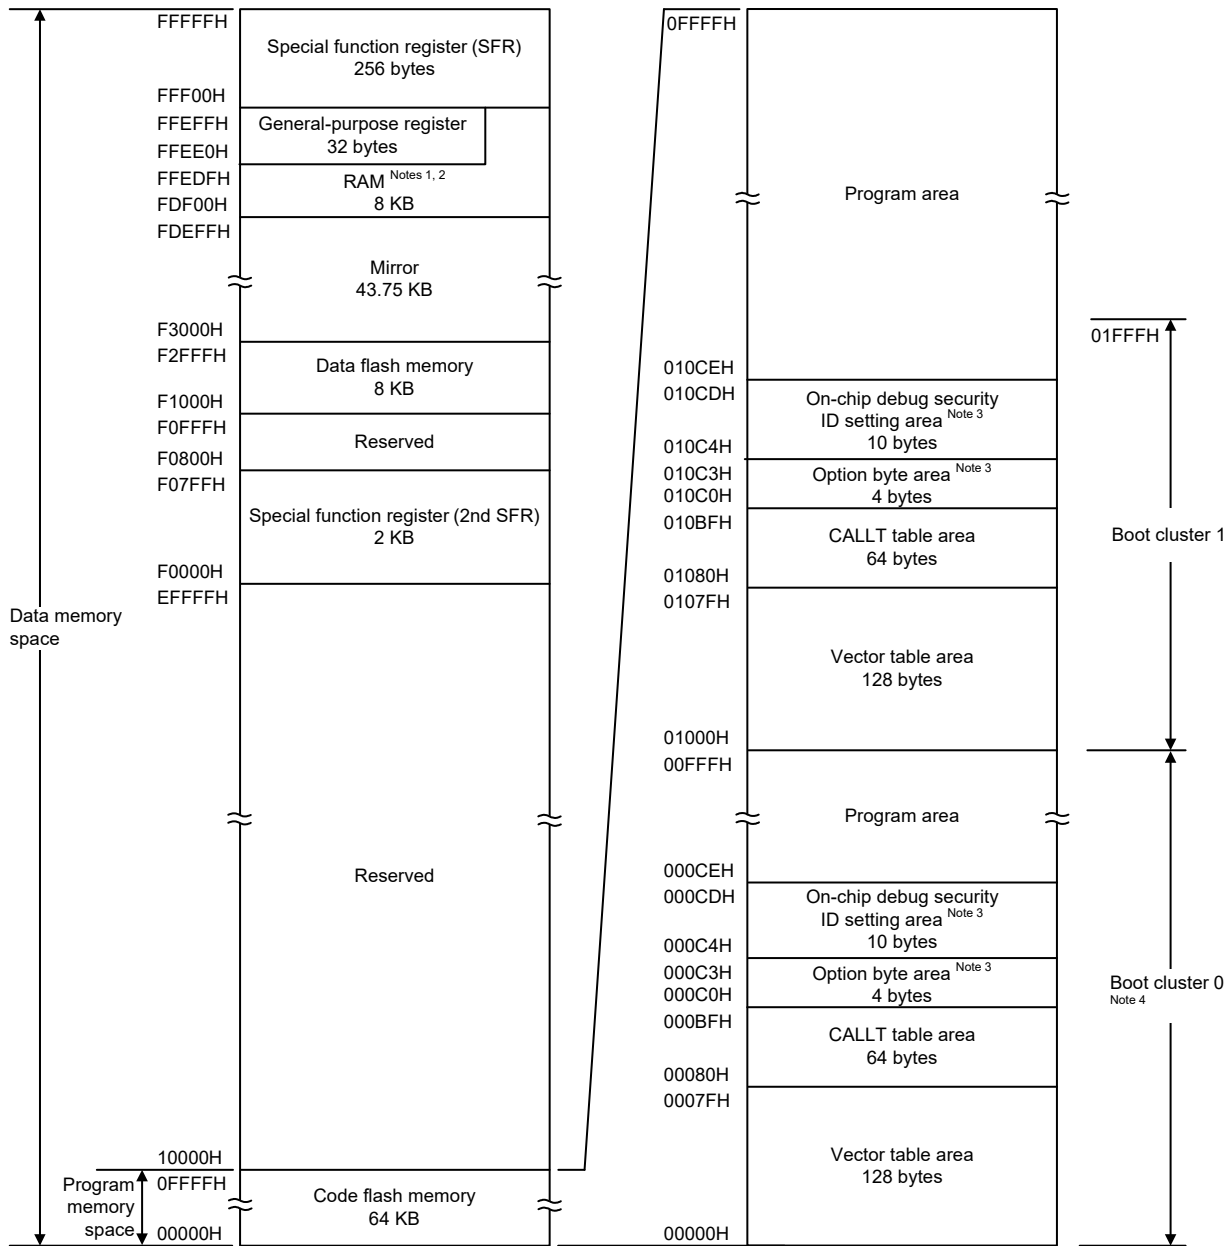 FFFFFH
Special function register (SFR)
256 bytes
FFF00H
FFEFFH
General-purpose register
32 bytes
FFEE0H
FFEDFH
RAM Notes 1, 2
8 KB
FDF00H
FDEFFH
Mirror
43.75 KB
F3000H
F2FFFH
Data flash memory
8 KB
F1000H
F0FFFH
Reserved
F0800H
F07FFH
Special function register (2nd SFR)
2 KB
F0000H
EFFFFH
Data memory
space
Reserved
10000H
0FFFFH
Program
memory
space
Code flash memory
64 KB
00000H
0FFFFH
Program area
01FFFH
010CEH
010CDH
On-chip debug security
ID setting area Note 3
10 bytes
010C4H
010C3H
Option byte area Note 3
4 bytes
010C0H
010BFH
CALLT table area
64 bytes
Boot cluster 1
01080H
0107FH
Vector table area
128 bytes
01000H
00FFFH
Program area
000CEH
000CDH
On-chip debug security
ID setting area Note 3
10 bytes
000C4H
000C3H
Option byte area Note 3
4 bytes
000C0H
Boot cluster 0
Note 4
000BFH
CALLT table area
64 bytes
00080H
0007FH
Vector table area
128 bytes
00000H